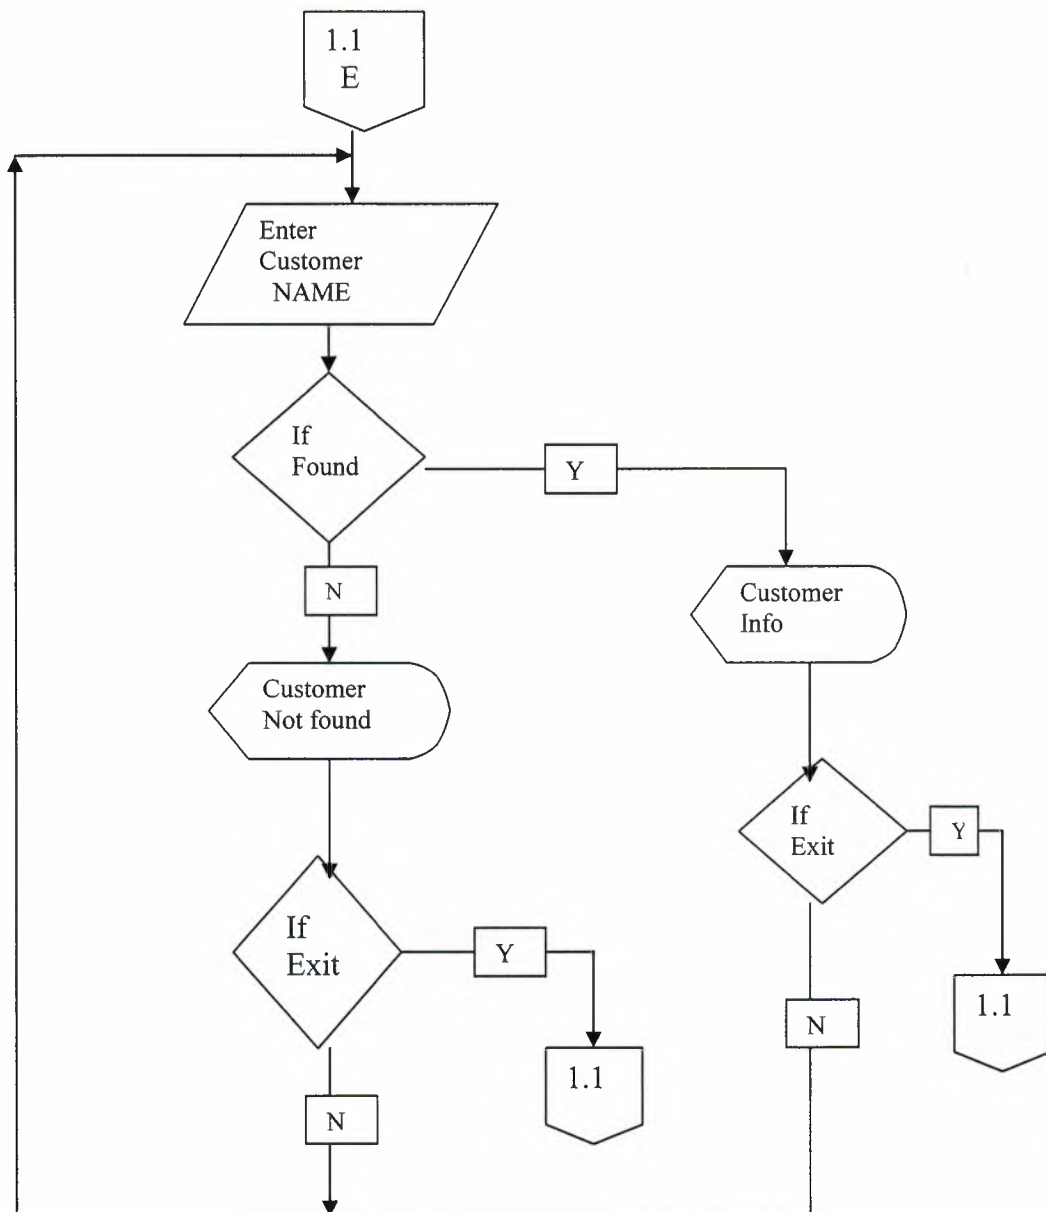 1.1
E
Enter
Customer
NAME
If
Found
Y
N
Customer
Info
Customer
Not found
If
Exit
Y
If
Exit
Y
N
1.1
1.1
N